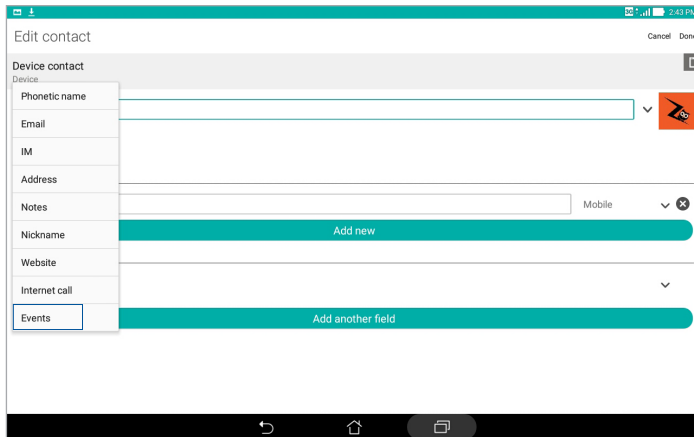 3G 2:43 PM
Edit contact Cancel Done
Device contact
Device
Phonetic name
Email
IM
Address
Notes
Mobile
Nickname
Add new
Website
Internet call
Events
Add another field